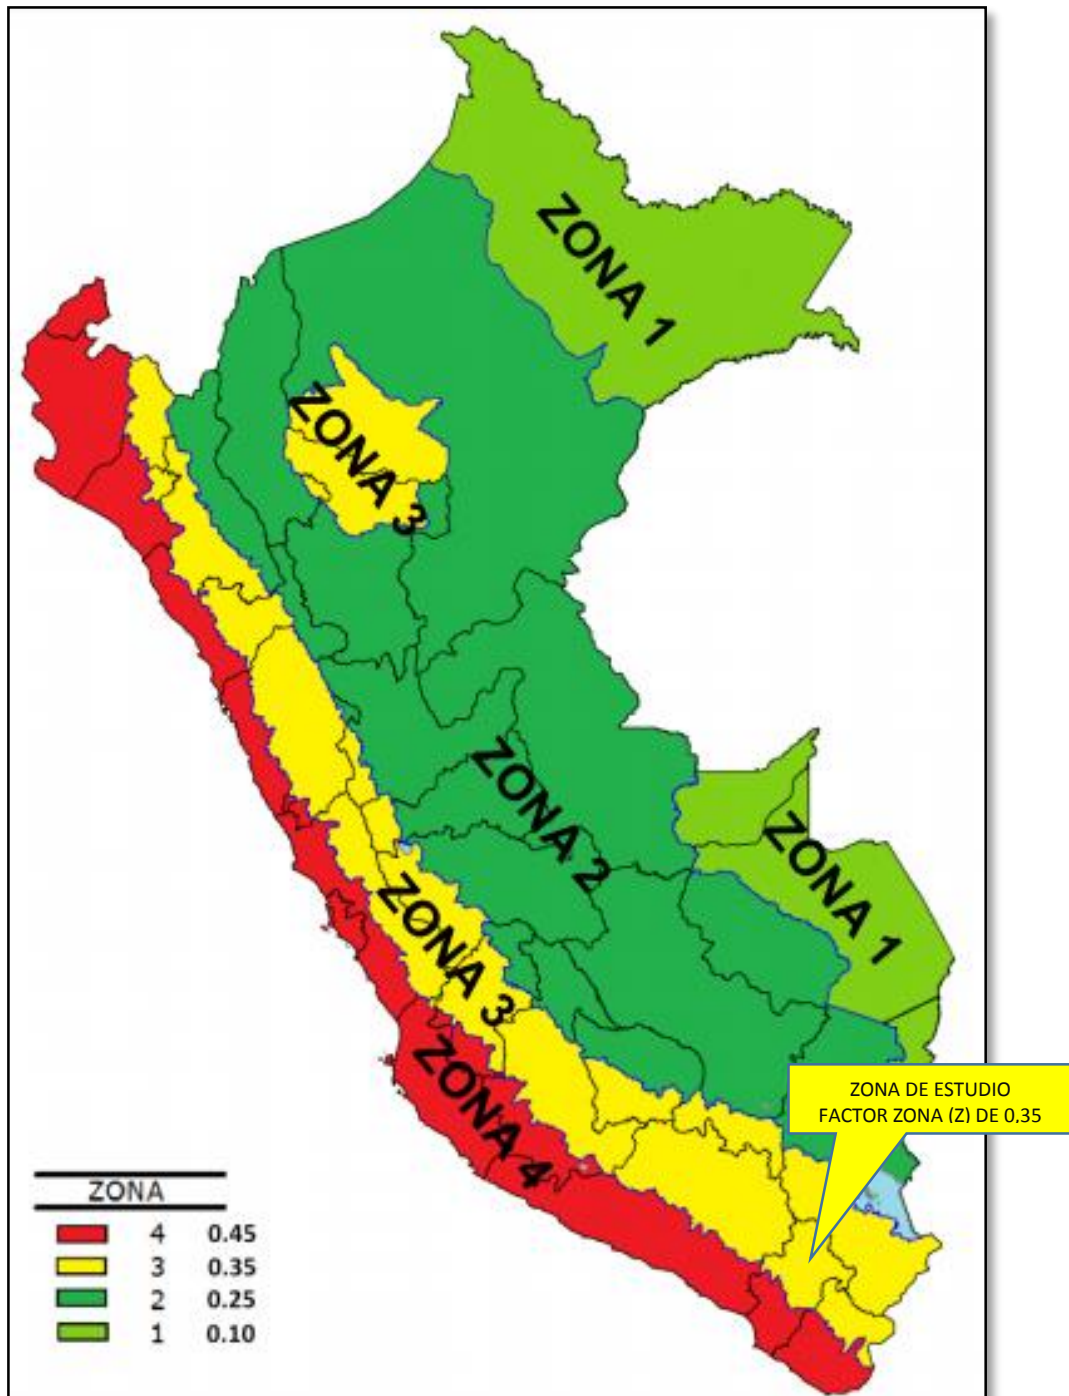 ZONA 1
ZONA 3
ZONA 2
ZONA 1
ZONA 3
ZONA 4
ZONA DE ESTUDIO
FACTOR ZONA (Z) DE 0,35
ZONA
4 0.45
3 0.35
2 0.25
1 0.10